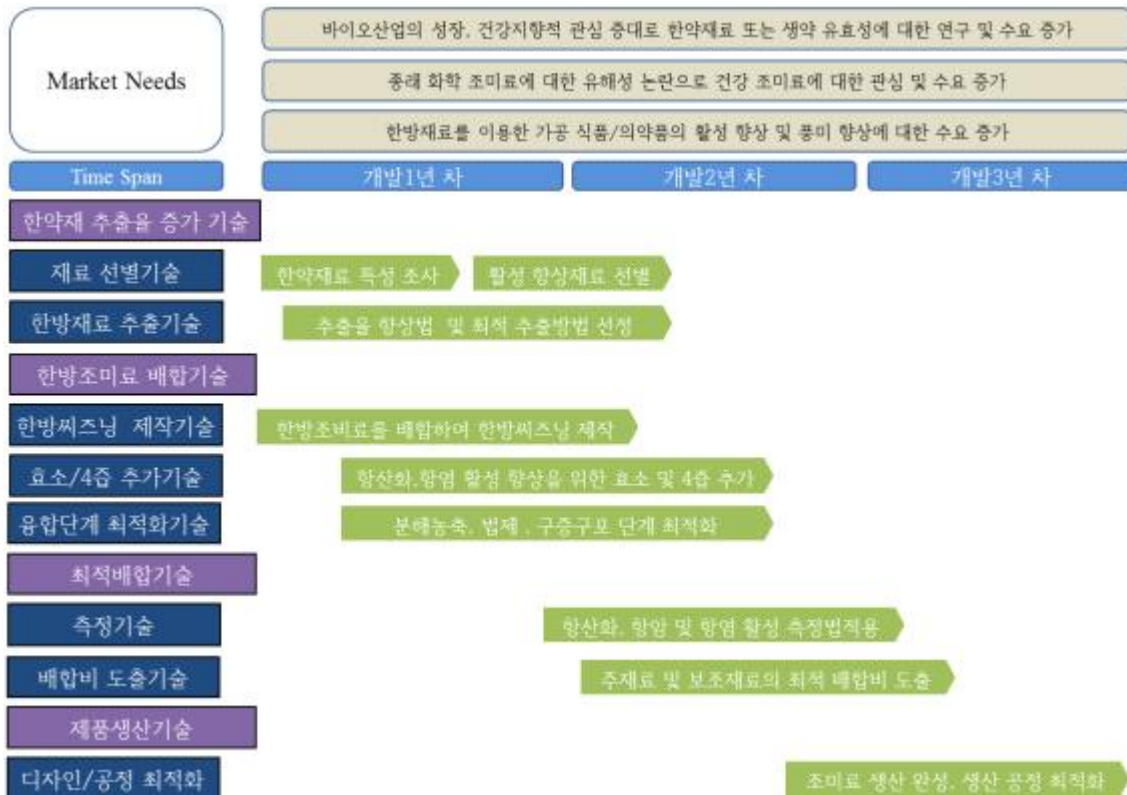 바이오산업의 성장, 건강지향적 관심 증대로 한약재료 또는 생약 유효성에 대한 연구 및 수요 증가
Market Needs
종래 화학 조미료에 대한 유해성 논란으로 건강 조미료에 대한 관심 및 수요 증가
한방재료를 이용한 가공 식품/의약품의 활성 향상 및 풍미 향상에 대한 수요 증가
Time Span 개발1년 차 개발2년 차 개발3년 차
한약재 추출율 증가 기술
재료 선별기술 한약재료 특성 조사 활성 향상재료 선별
한방재료 추출기술 추출율 향상법 및 최적 추출방법 선정
한방조미료 배합기술
한방씨즈닝 제작기술 한방조비료를 배합하여 한방씨즈닝 제작
효소/4즙 추가기술 항산화,항염 활성 향상을 위한 효소 및 4즙 추가
융합단계 최적화기술 분해농축, 법제 , 구증구포 단계 최적화
최적배합기술
측정기술 항산화, 항암 및 항염 활성 측정법적용
배합비 도출기술 주재료 및 보조재료의 최적 배합비 도출
제품생산기술
디자인/공정 최적화 조미료 생산 완성, 생산 공정 최적화